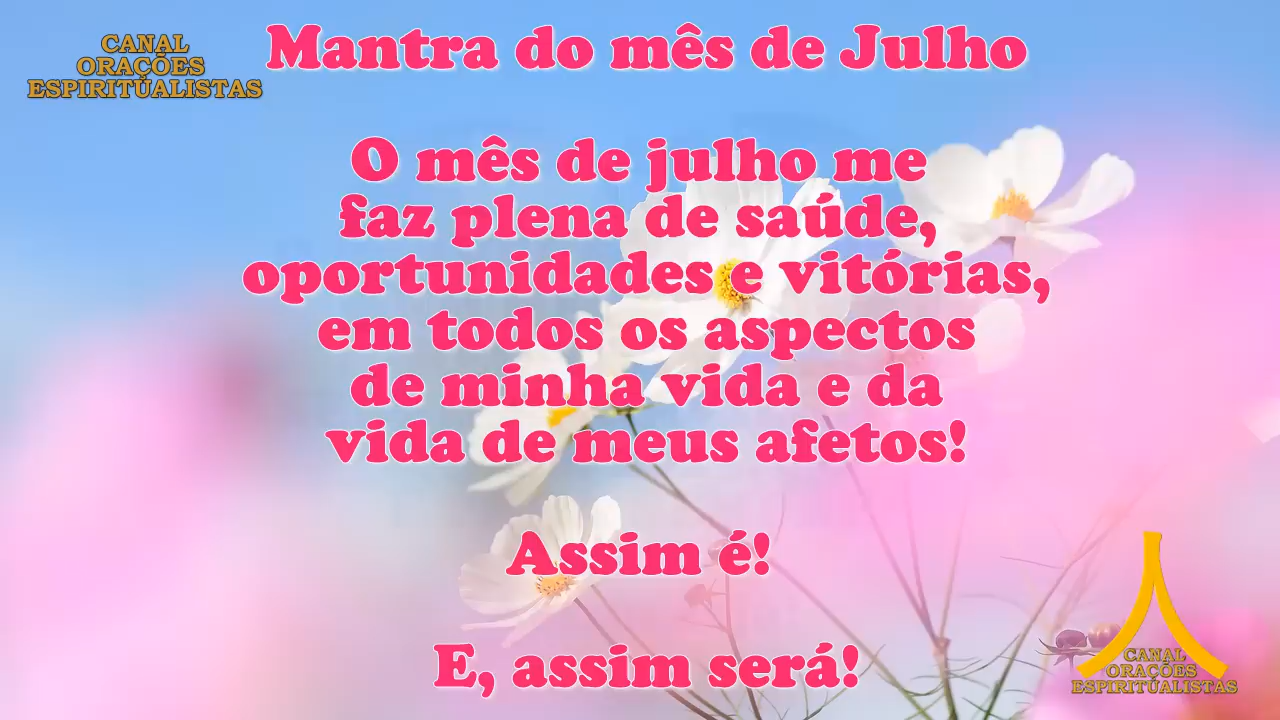 CANAL
ORAÇÕES
ESPIRITUALISTAS
Mantra do mês de Julho
O mês de julho me
faz plena de saúde,
oportunidades e vitórias,
em todos os aspectos
de minha vida e da
vida de meus afetos!
Assim é!
E, assim será!
CANAL
ORAÇÕES
ESPIRITUALISTAS